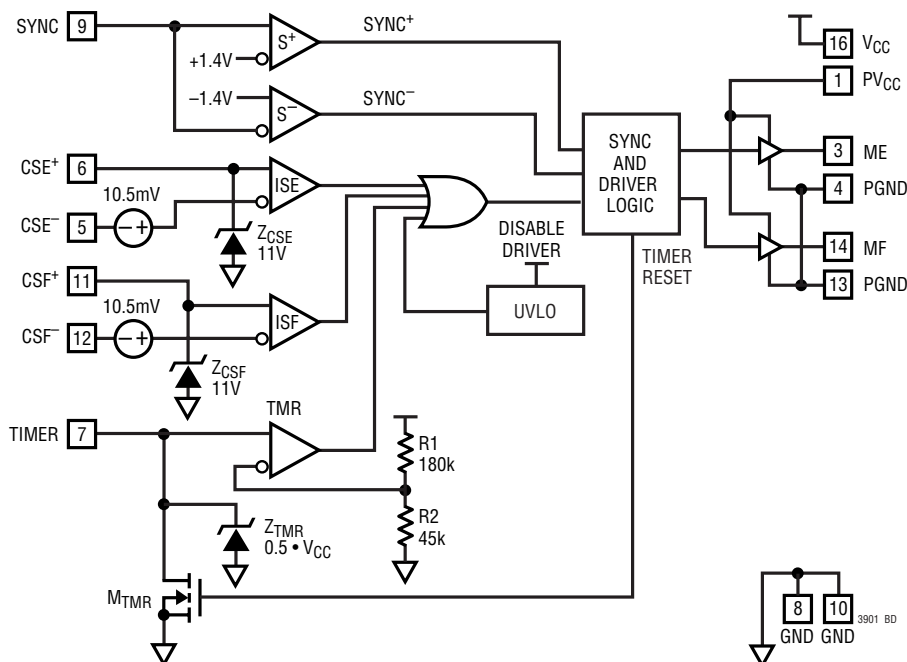 SYNC 9
S+
SYNC+
+1.4V
–1.4V
S–
SYNC–
16 VCC
1 PVCC
SYNC
AND
DRIVER
LOGIC
3 ME
4 PGND
14 MF
13 PGND
CSE+ 6
ISE
10.5mV
CSE– 5
– +
ZCSE
11V
CSF+ 11
10.5mV
CSF– 12
– +
ISF
ZCSF
11V
DISABLE
DRIVER
UVLO
TIMER
RESET
TIMER 7
TMR
R1
180k
R2
45k
ZTMR
0.5 • VCC
MTMR
8 10
GND GND
3901 BD